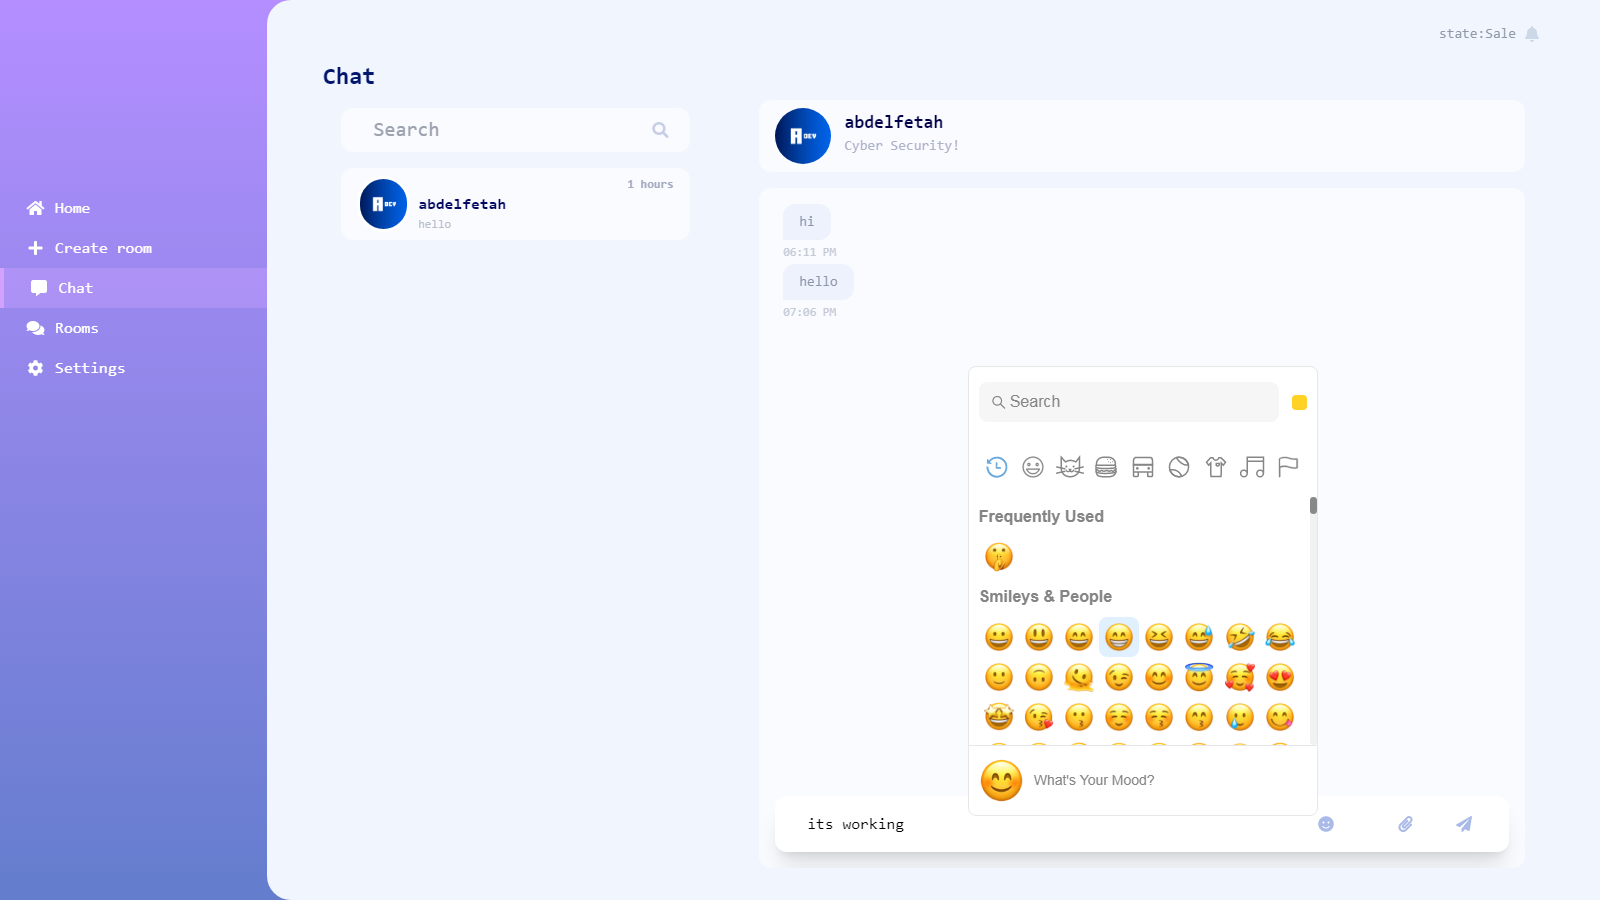 state:Sale
Chat
Search
1 hours
abdelfetah
hello
Home
Create room
Chat
Rooms
Settings
A DEV
abdelfetah
Cyber Security!
hi
06:11 PM
hello
07:06 PM
Search
Frequently Used
Smileys & People
What's Your Mood?
its working